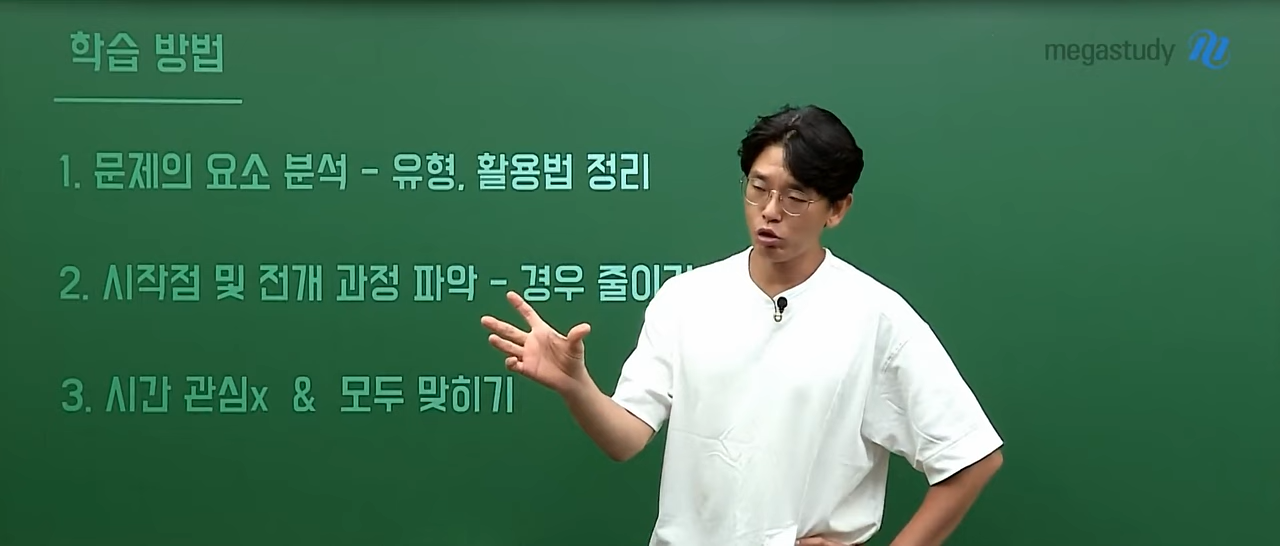 학습 방법
megastudy
1. 문제의 요소 분석 - 유형, 활용법 정리
2. 시작점 및 전개 과정 파악 - 경우
3. 시간 관심x & 모두 맞히기